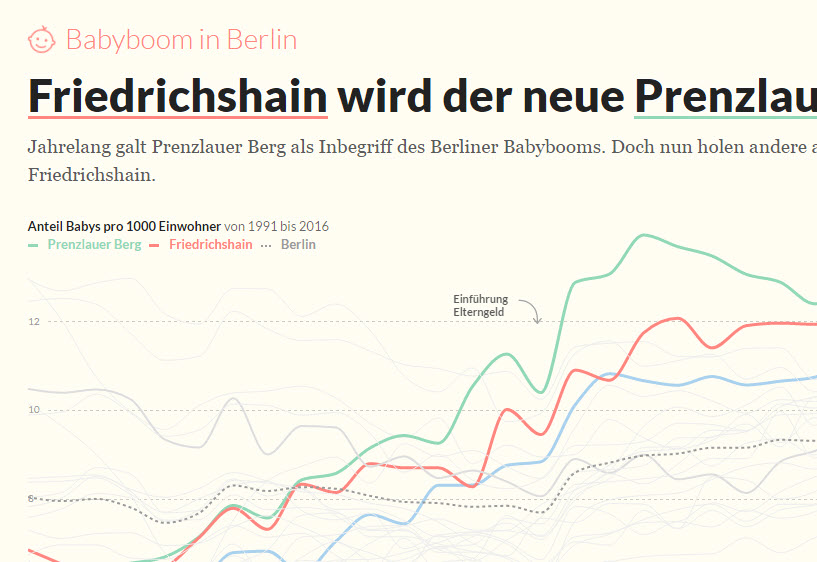 Babyboom in Berlin
Friedrichshain wird der neue Prenzlau
Jahrelang galt Prenzlauer Berg als Inbegriff des Berliner Babybooms. Doch nun holen andere a
Friedrichshain.
Anteil Babys pro 1000 Einwohner von 1991 bis 2016
Prenzlauer Berg Friedrichshain Berlin
Einführung
Elterngeld
12
10
8